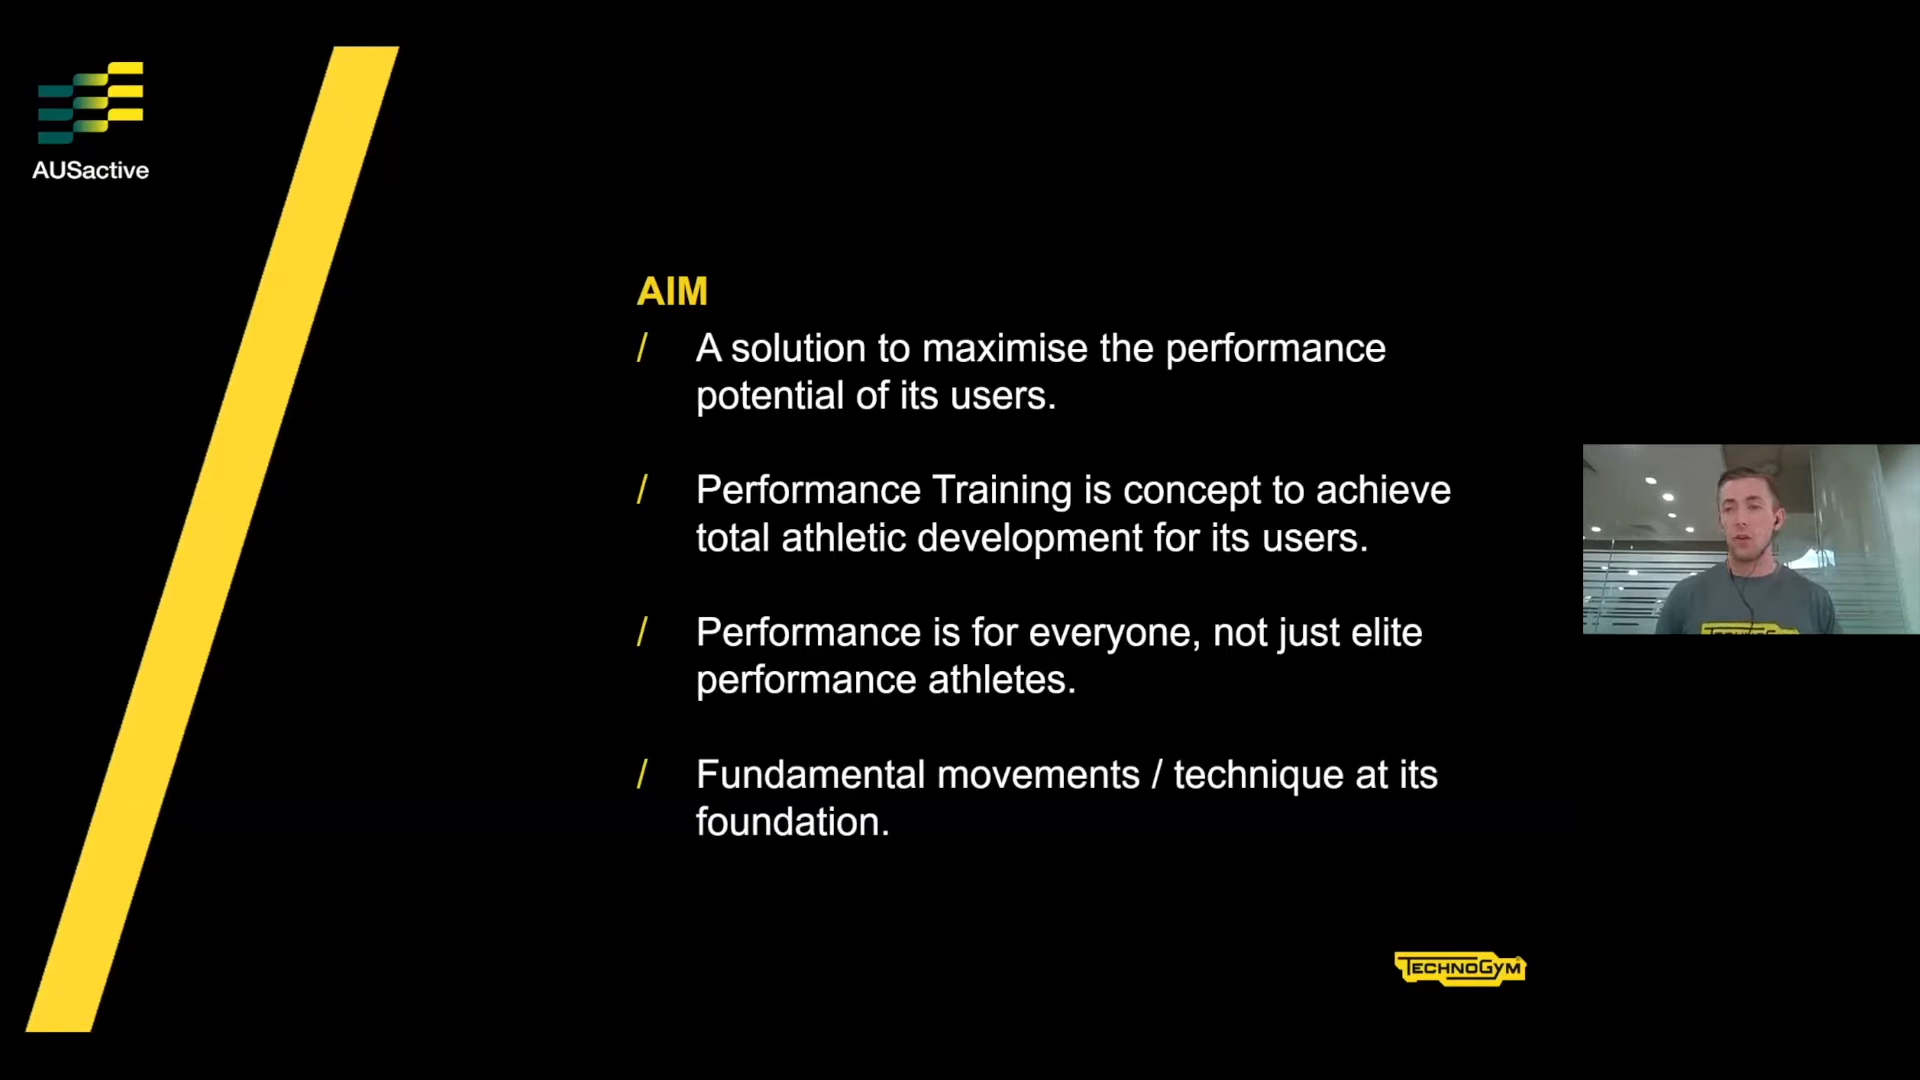 AUSactive
AIM
/ A solution to maximise the performance
potential of its users.
/ Performance Training is concept to achieve
total athletic development for its users.
/ Performance is for everyone, not just elite
performance athletes.
/ Fundamental movements / technique at its
foundation.
TECHNOGYM